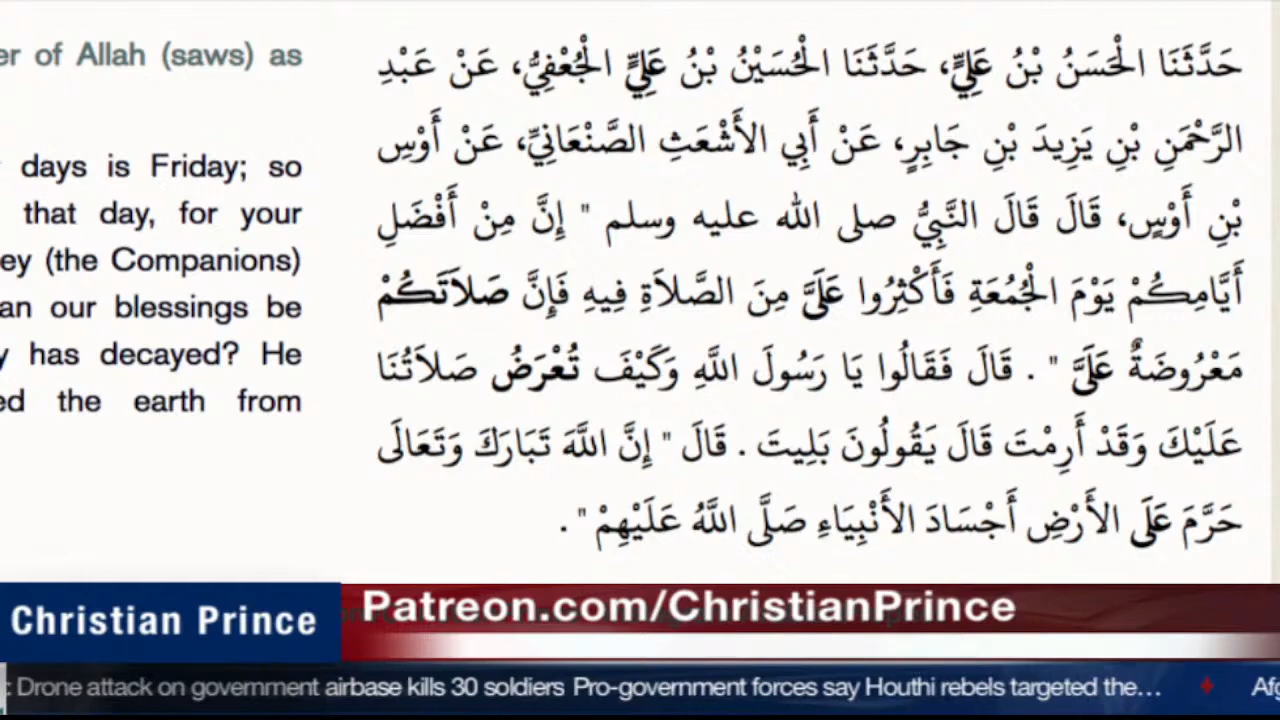 er of Allah (saws) as
days is Friday; so
that day, for your
ey (the Companions)
an our blessings be
y has decayed? He
ed the earth from
حَدَّثَنَا الْحَسَنُ بْنُ عَلِيٍّ، حَدَّثَنَا الْحُسَيْنُ بْنُ عَلِيٍّ الْجُعْفِيُّ، عَنْ عَبْدِ
الرَّحْمَنِ بْنِ يَزِيدَ بْنِ جَابِرٍ، عَنْ أَبِي الأَشْعَثِ الصَّنْعَانِيِّ، عَنْ أَوْسِ
بْنِ أَوْسٍ، قَالَ قَالَ النَّبِيُّ صلى الله عليه وسلم " إِنَّ مِنْ أَفْضَلِ
أَيَّامِكُمْ يَوْمَ الْجُمُعَةِ فَأَكْثِرُوا عَلَىَّ مِنَ الصَّلاَةِ فِيهِ فَإِنَّ صَلاَتَكُمْ
مَعْرُوضَةٌ عَلَىَّ " . قَالَ فَقَالُوا يَا رَسُولَ اللَّهِ وَكَيْفَ تُعْرَضُ صَلاَتُنَا
عَلَيْكَ وَقَدْ أَرِمْتَ قَالَ يَقُولُونَ بَلِيتَ . قَالَ " إِنَّ اللَّهَ تَبَارَكَ وَتَعَالَى
حَرَّمَ عَلَى الأَرْضِ أَجْسَادَ الأَنْبِيَاءِ صَلَّى اللَّهُ عَلَيْهِمْ " .
Christian Prince
Patreon.com/ChristianPrince
: Drone attack on government airbase kills 30 soldiers Pro-government forces say Houthi rebels targeted the… Afg